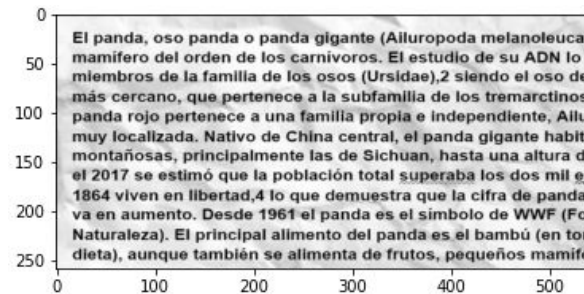 0
50
100
150
200
250
El panda, oso panda o panda gigante (Ailuropoda melanoleuca
mamífero del orden de los carnívoros. El estudio de su ADN lo
miembros de la familia de los osos (Ursidae),2 siendo el oso de
más cercano, que pertenece a la subfamilia de los tremarctinos
panda rojo pertenece a una familia propia e independiente, Ailu
muy localizada. Nativo de China central, el panda gigante habit
montañosas, principalmente las de Sichuan, hasta una altura d
el 2017 se estimó que la población total superaba los dos mil e
1864 viven en libertad,4 lo que demuestra que la cifra de panda
va en aumento. Desde 1961 el panda es el símbolo de WWF (Fo
Naturaleza). El principal alimento del panda es el bambú (en tor
dieta), aunque también se alimenta de frutos, pequeños mamífe
0 100 200 300 400 500